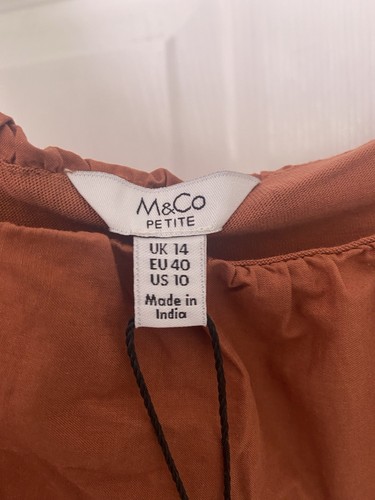 M&Co
PETITE
UK 14
EU 40
US 10
Made in
India